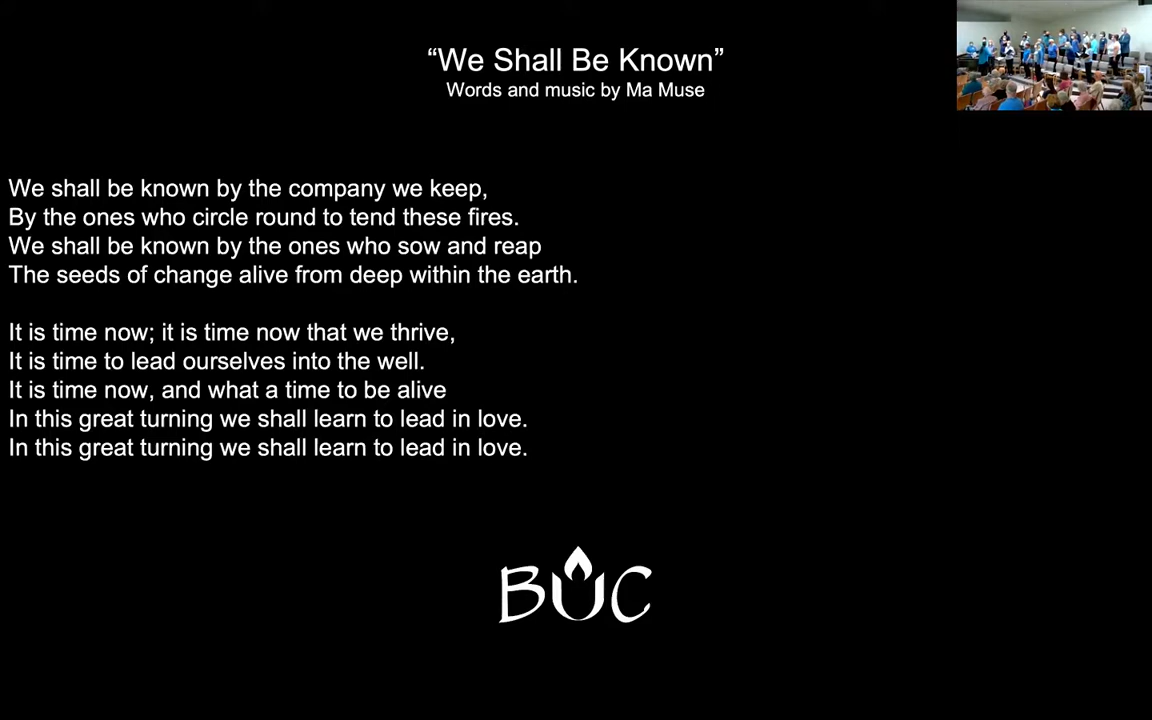 “We Shall Be Known”
Words and music by Ma Muse
We shall be known by the company we keep,
By the ones who circle round to tend these fires.
We shall be known by the ones who sow and reap
The seeds of change alive from deep within the earth.
It is time now; it is time now that we thrive,
It is time to lead ourselves into the well.
It is time now, and what a time to be alive
In this great turning we shall learn to lead in love.
In this great turning we shall learn to lead in love.
BUC